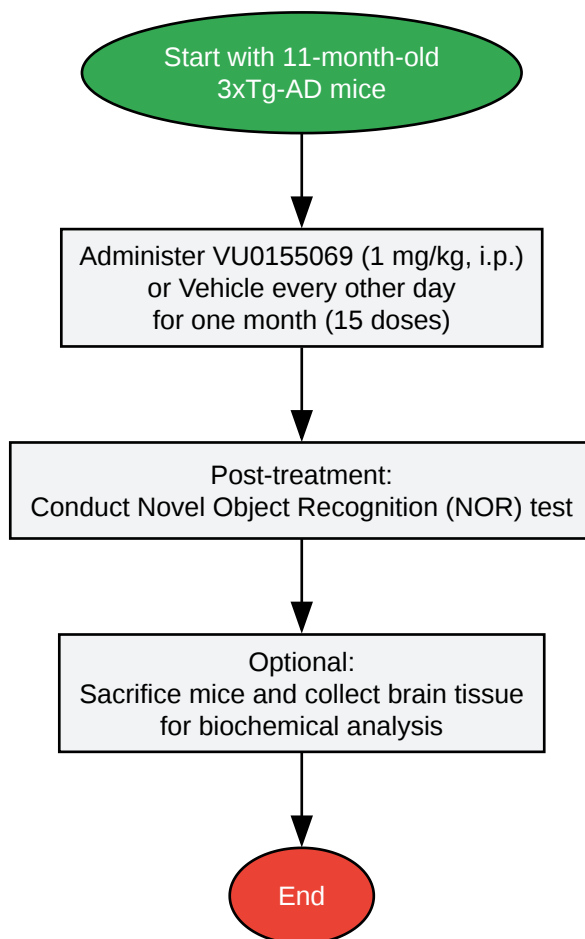 Start with 11-month-old
3xTg-AD mice
Administer VU0155069 (1 mg/kg, i.p.)
or Vehicle every other day
for one month (15 doses)
Post-treatment:
Conduct Novel Object Recognition (NOR) test
Optional:
Sacrifice mice and collect brain tissue
for biochemical analysis
End